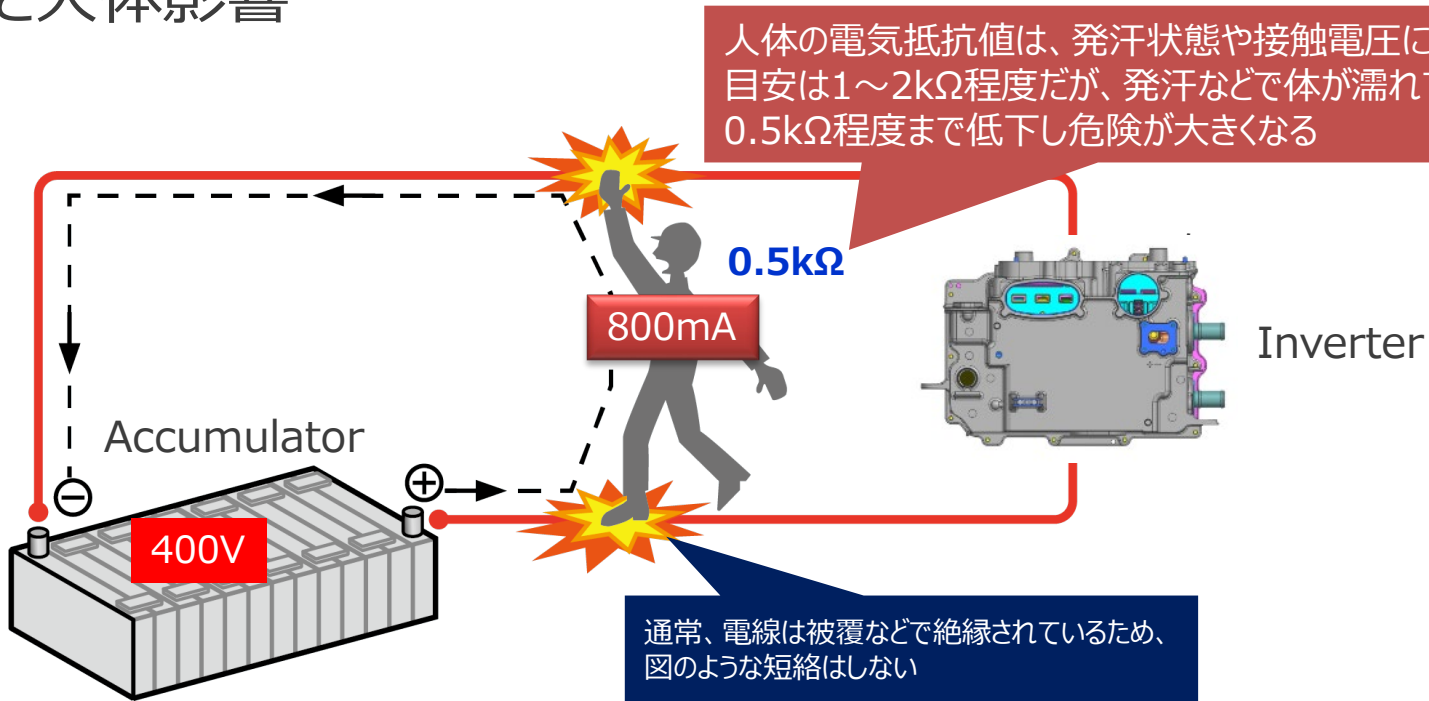 と人体影響
人体の電気抵抗値は、発汗状態や接触電圧に
目安は1～2kΩ程度だが、発汗などで体が濡れて
0.5kΩ程度まで低下し危険が大きくなる
0.5kΩ
800mA
Inverter
Accumulator
⊖
⊕
400V
通常、電線は被覆などで絶縁されているため、
図のような短絡はしない